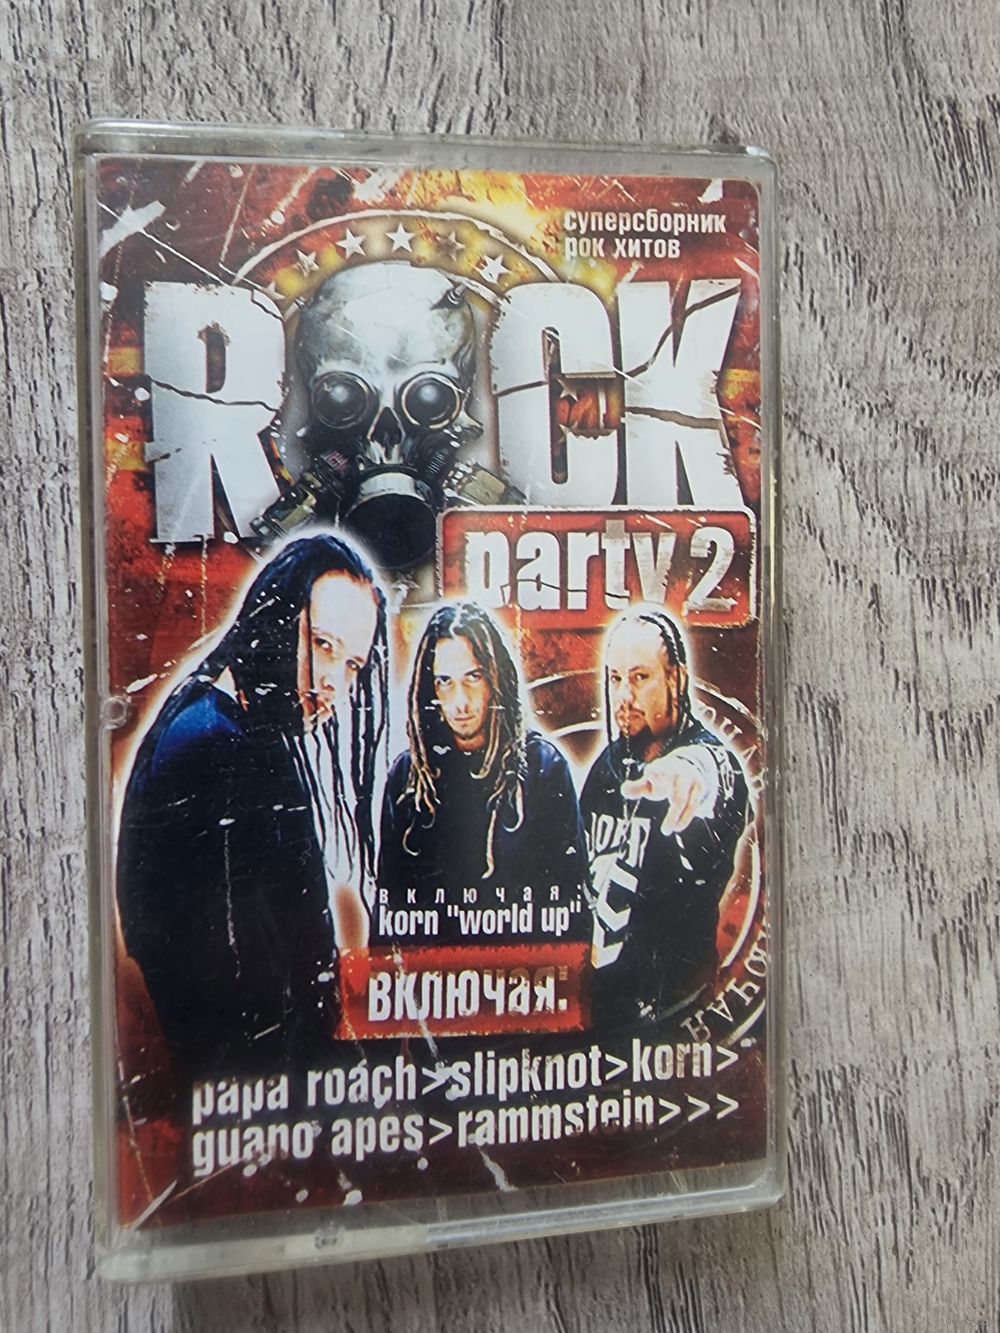 суперсборник
рок хитов
ROCK
party 2
включая:
korn "world up"
включая:
papa roach>slipknot>korn>
guano apes>rammstein>>>